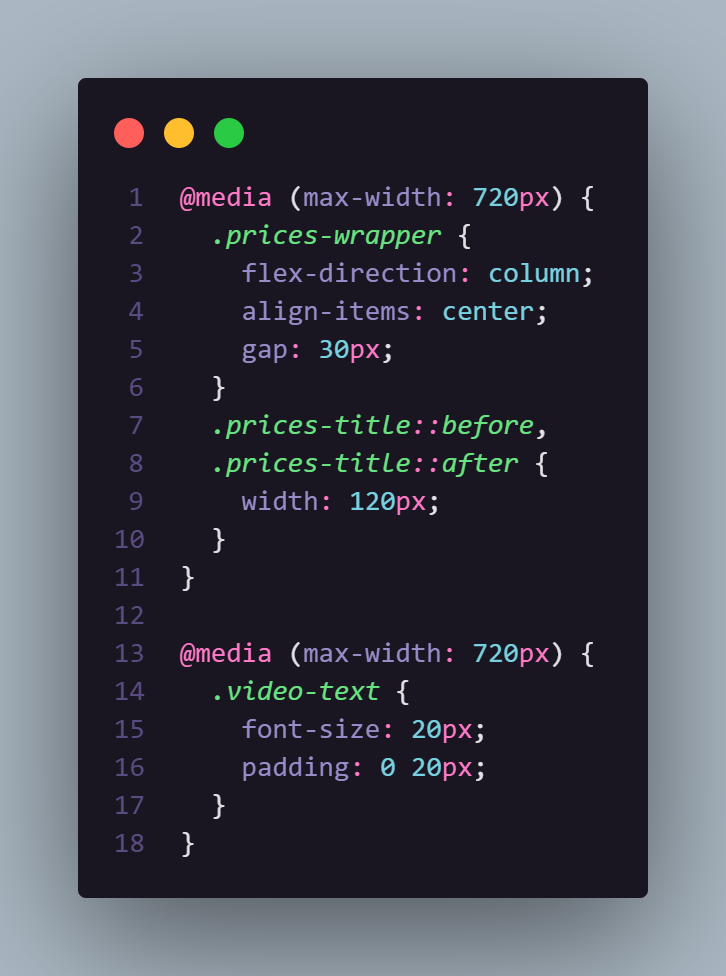 1 @media (max-width: 720px) {
2   .prices-wrapper {
3     flex-direction: column;
4     align-items: center;
5     gap: 30px;
6   }
7   .prices-title::before,
8   .prices-title::after {
9     width: 120px;
10   }
11 }
12
13 @media (max-width: 720px) {
14   .video-text {
15     font-size: 20px;
16     padding: 0 20px;
17   }
18 }